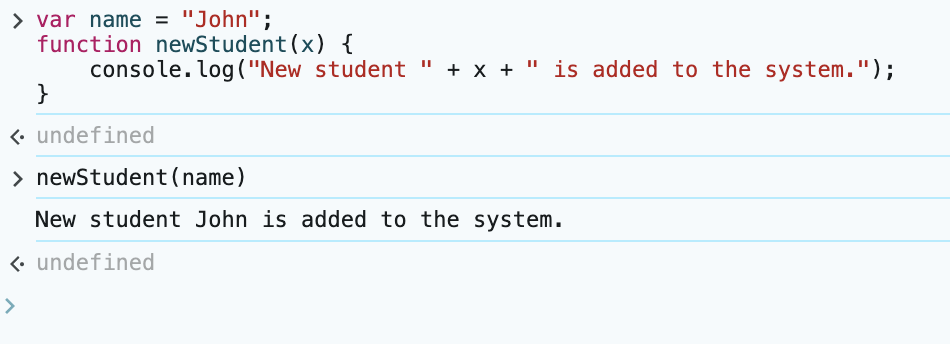 > var name = "John";
function newStudent(x) {
    console.log("New student " + x + " is added to the system.");
}
undefined
> newStudent(name)
New student John is added to the system.
undefined
>